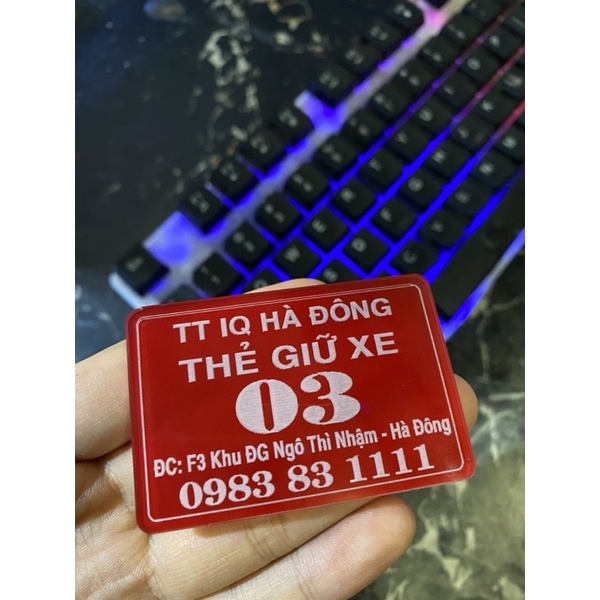 TT IQ HÀ ĐÔNG
THẺ GIỮ XE
03
ĐC: F3 Khu ĐG Ngô Thì Nhậm - Hà Đông
0983 83 1111